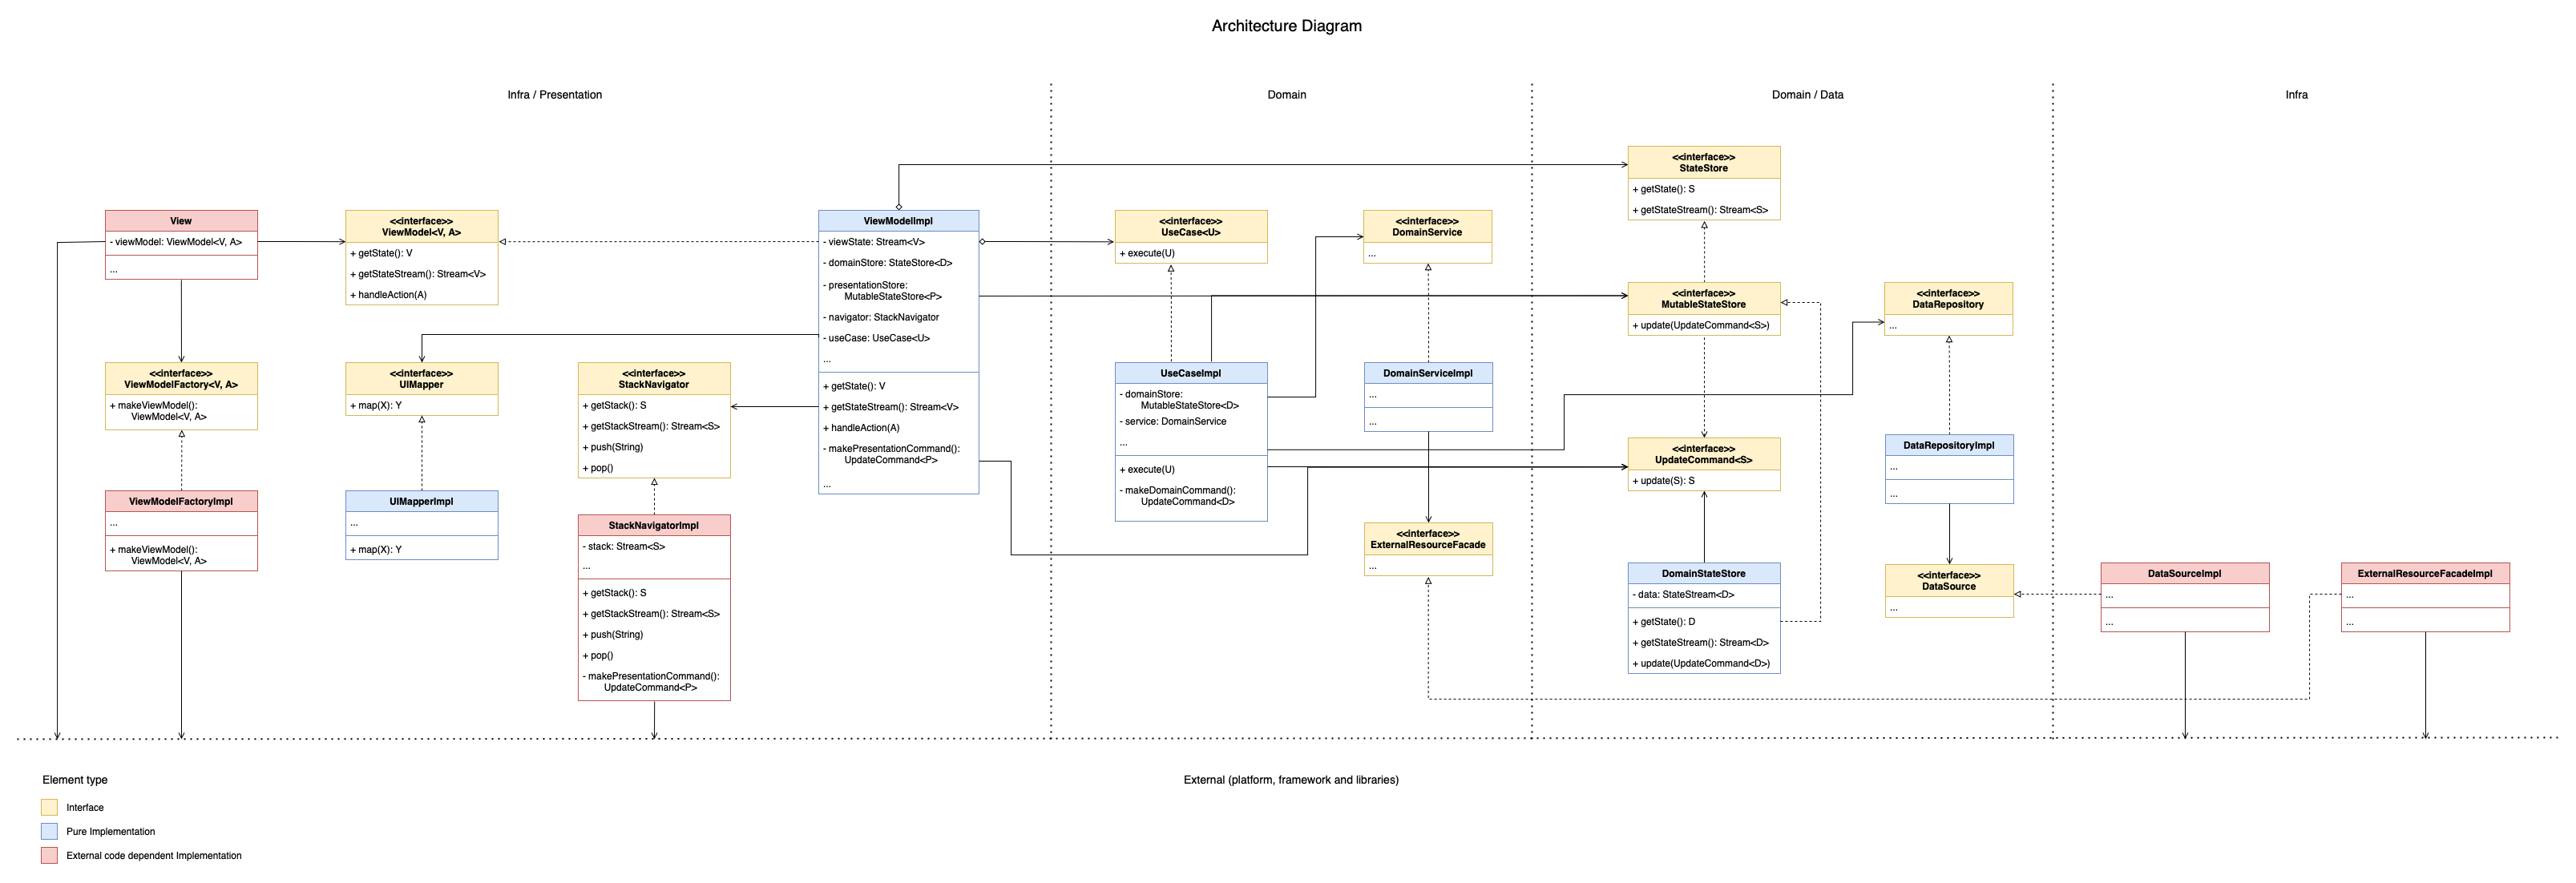 Architecture Diagram
Infra / Presentation
Domain
Domain / Data
Infra
View
- viewModel: ViewModel<V, A>
...
<<interface>>
ViewModel<V, A>
+ getState(): V
+ getStateStream(): Stream<V>
+ handleAction(A)
<<interface>>
ViewModelFactory<V, A>
+ makeViewModel():
ViewModel<V, A>
ViewModelFactoryImpl
...
+ makeViewModel():
ViewModel<V, A>
<<interface>>
UIMapper
+ map(X): Y
UIMapperImpl
...
+ map(X): Y
<<interface>>
StackNavigator
+ getStack(): S
+ getStackStream(): Stream<S>
+ push(String)
+ pop()
StackNavigatorImpl
- stack: Stream<S>
...
+ getStack(): S
+ getStackStream(): Stream<S>
+ push(String)
+ pop()
- makePresentationCommand():
UpdateCommand<P>
ViewModelImpl
- viewState: Stream<V>
- domainStore: StateStore<D>
- presentationStore:
MutableStateStore<P>
- navigator: StackNavigator
- useCase: UseCase<U>
...
+ getState(): V
+ getStateStream(): Stream<V>
+ handleAction(A)
- makePresentationCommand():
UpdateCommand<P>
...
<<interface>>
UseCase<U>
+ execute(U)
UseCaseImpl
- domainStore:
MutableStateStore<D>
- service: DomainService
...
+ execute(U)
- makeDomainCommand():
UpdateCommand<D>
<<interface>>
DomainService
...
DomainServiceImpl
...
...
<<interface>>
ExternalResourceFacade
...
<<interface>>
StateStore
+ getState(): S
+ getStateStream(): Stream<S>
<<interface>>
MutableStateStore
+ update(UpdateCommand<S>)
<<interface>>
UpdateCommand<S>
+ update(S): S
DomainStateStore
- data: StateStream<D>
+ getState(): D
+ getStateStream(): Stream<D>
+ update(UpdateCommand<D>)
<<interface>>
DataRepository
...
DataRepositoryImpl
...
...
<<interface>>
DataSource
...
DataSourceImpl
...
...
ExternalResourceFacadeImpl
...
...
Element type
Interface
Pure Implementation
External code dependent Implementation
External (platform, framework and libraries)